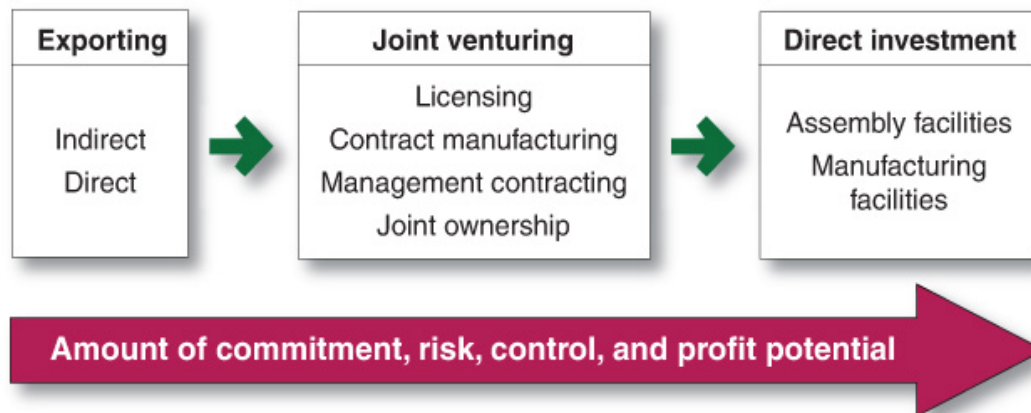 Exporting
Indirect
Direct
Joint venturing
Licensing
Contract manufacturing
Management contracting
Joint ownership
Direct investment
Assembly facilities
Manufacturing
facilities
Amount of commitment, risk, control, and profit potential